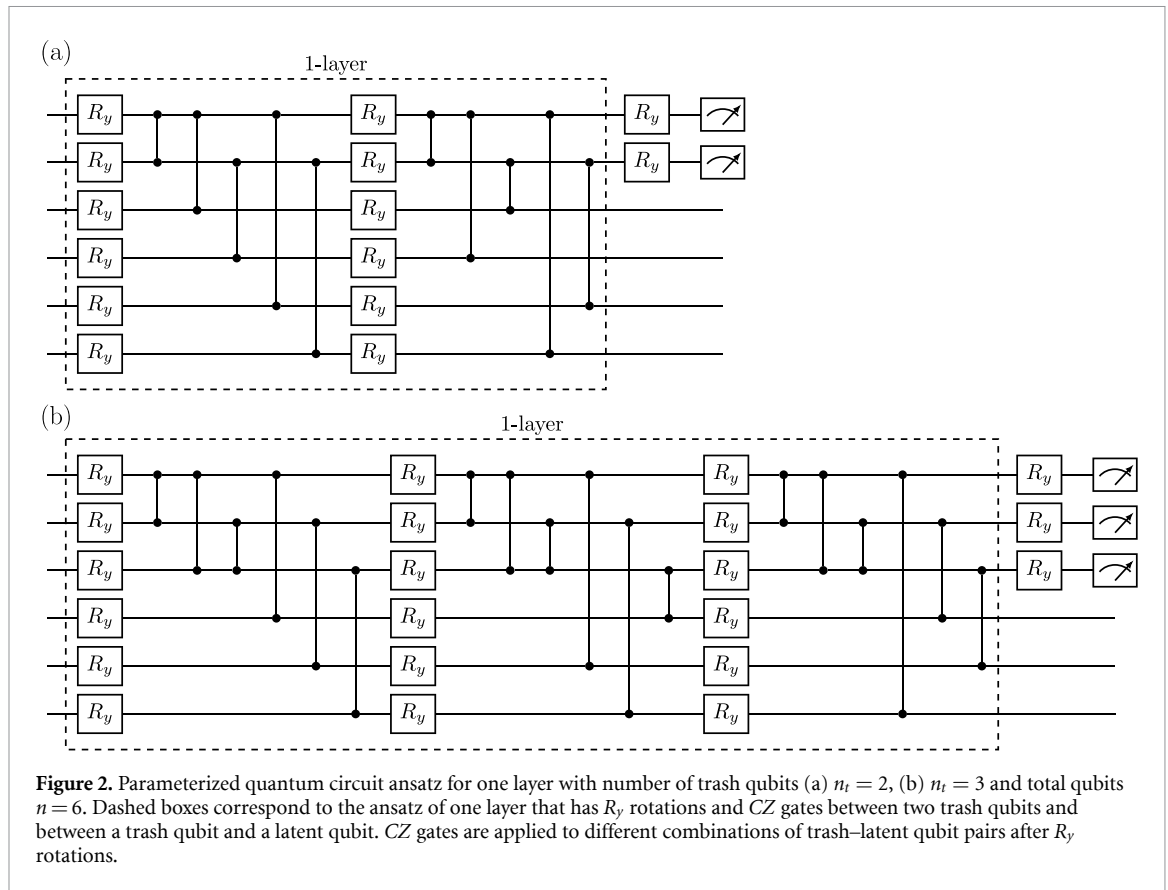 (a)
1-layer
R_y R_y R_y
R_y R_y R_y
R_y R_y
R_y R_y
R_y R_y
R_y R_y
(b)
1-layer
R_y R_y R_y R_y
R_y R_y R_y R_y
R_y R_y R_y R_y
R_y R_y R_y
R_y R_y R_y
R_y R_y R_y
Figure 2. Parameterized quantum circuit ansatz for one layer with number of trash qubits (a) n_t = 2, (b) n_t = 3 and total qubits
n = 6. Dashed boxes correspond to the ansatz of one layer that has R_y rotations and CZ gates between two trash qubits and
between a trash qubit and a latent qubit. CZ gates are applied to different combinations of trash–latent qubit pairs after R_y
rotations.